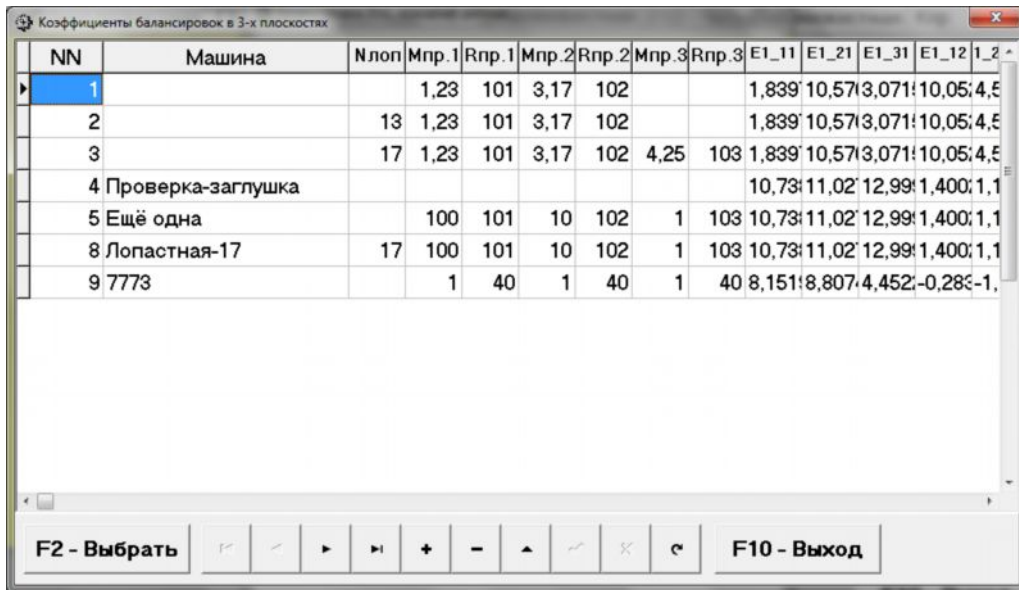 Коэффициенты балансировок в 3-х плоскостях
NN Машина Nлоп Мпр.1 Rпр.1 Мпр.2 Rпр.2 Мпр.3 Rпр.3 E1_11 E1_21 E1_31 E1_12
1 1,23 101 3,17 102 1,839 10,57 3,071 10,05 4,5
2 13 1,23 101 3,17 102 1,839 10,57 3,071 10,05 4,5
3 17 1,23 101 3,17 102 4,25 103 1,839 10,57 3,071 10,05 4,5
4 Проверка-заглушка 10,73 11,02 12,99 1,400 1,1
5 Ещё одна 100 101 10 102 1 103 10,73 11,02 12,99 1,400 1,1
8 Лопастная-17 17 100 101 10 102 1 103 10,73 11,02 12,99 1,400 1,1
9 7773 1 40 1 40 1 40 8,151 8,807 4,452 -0,283 -1,
F2 - Выбрать F10 - Выход